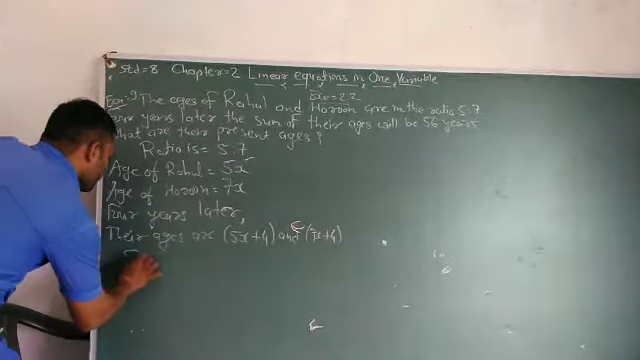 Std=8 Chapter=2 Linear equations in One Variable
Exe=2.2
The ages of Rahul and Haroon are in the ratio 5:7
Four years later the sum of their ages will be 56 years
What are their present ages?
Ratio is = 5:7
Age of Rahul = 5x
Age of Haroon = 7x
Four years later,
Their ages are (5x+4) and (7x+4)